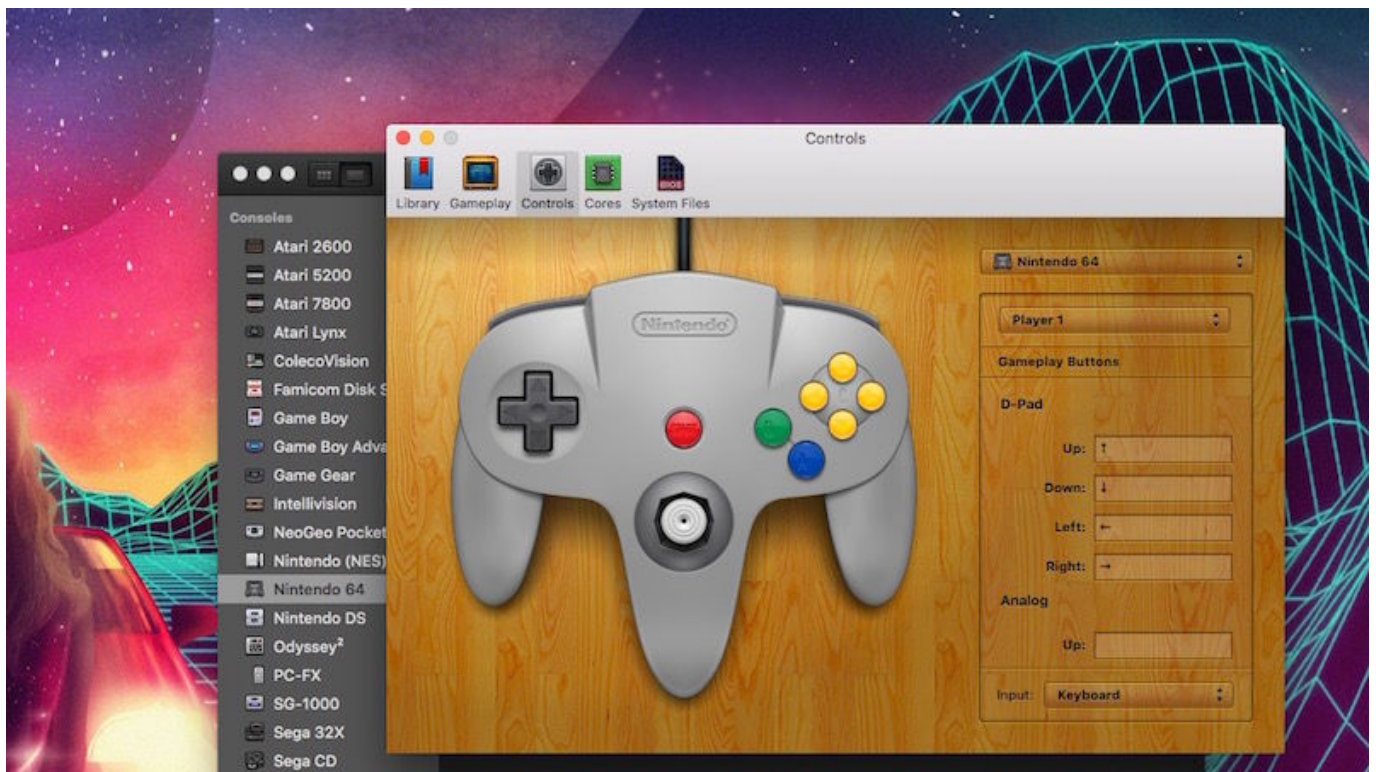 Controls
Library Gameplay Controls Cores System Files
BIOS
Consoles
Atari 2600
Atari 5200
Atari 7800
Atari Lynx
ColecoVision
Famicom Disk S
Game Boy
Game Boy Adva
Game Gear
Intellivision
NeoGeo Pocket
Nintendo (NES)
Nintendo 64
Nintendo DS
Odyssey²
PC-FX
SG-1000
Sega 32X
Sega CD
Nintendo
C
START
B
A
Nintendo 64
Player 1
Gameplay Buttons
D-Pad
Up: ↑
Down: ↓
Left: ←
Right: →
Analog
Up:
Input: Keyboard